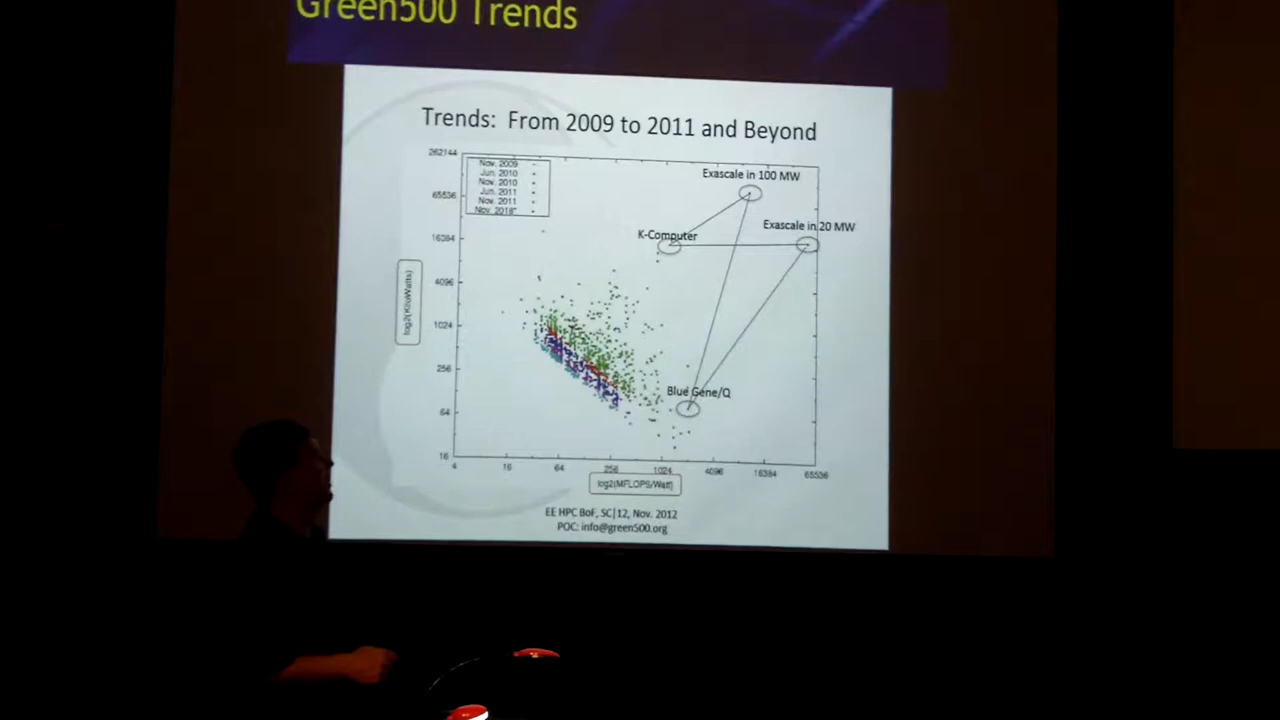 Green500 Trends
Trends: From 2009 to 2011 and Beyond
262144
65536
16384
4096
1024
256
64
16
4
16
64
256
1024
4096
16384
65536
Nov. 2009
Jun. 2010
Nov. 2010
Jun. 2011
Nov. 2011
Nov. 2018*
Exascale in 100 MW
Exascale in 20 MW
K-Computer
Blue Gene/Q
log2(KiloWatts)
log2(MFLOPS/Watt)
EE HPC BoF, SC|12, Nov. 2012
POC: info@green500.org